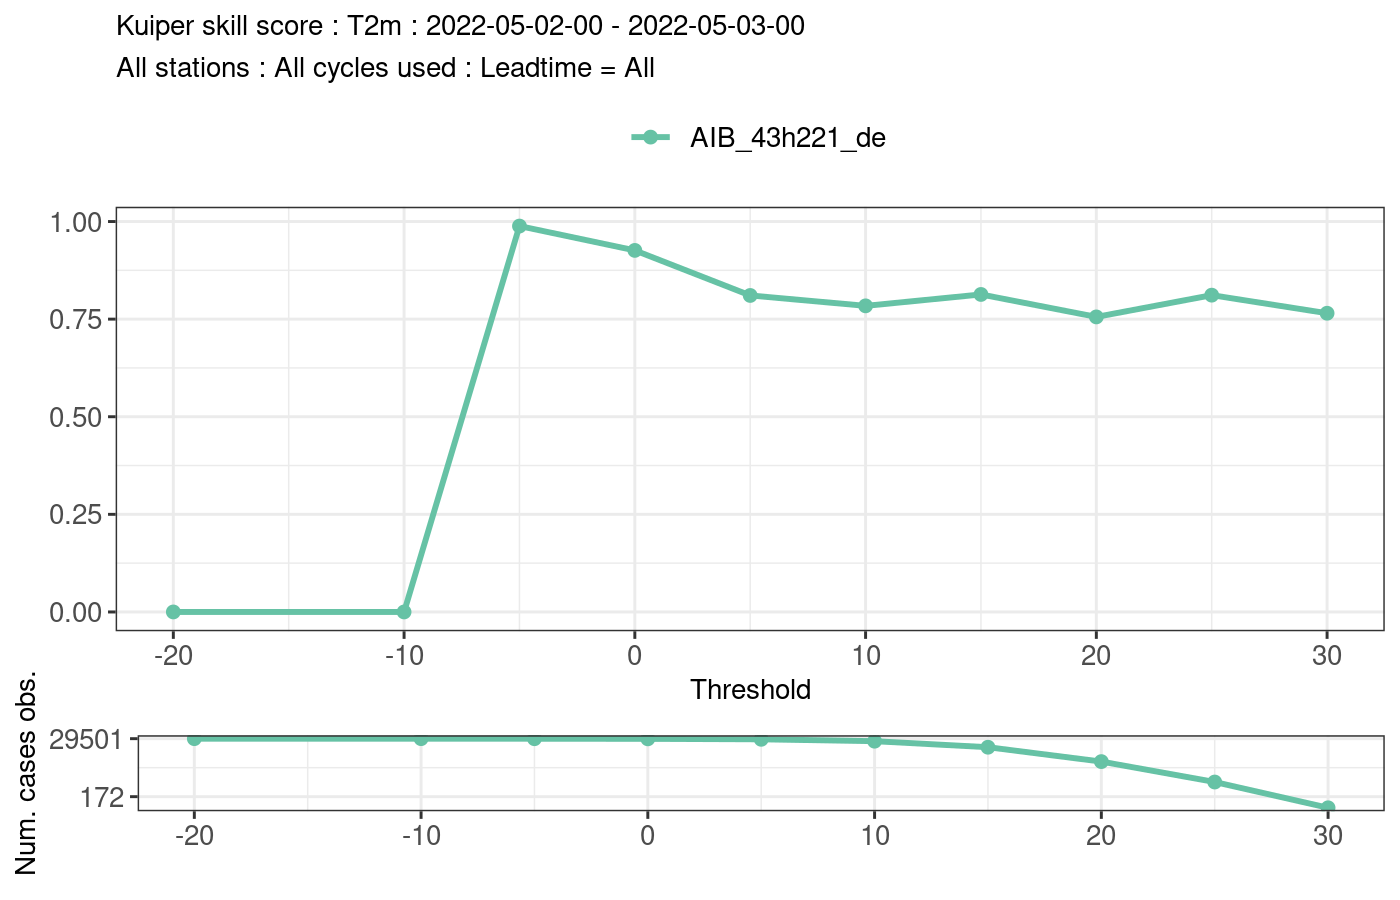 Kuiper skill score : T2m : 2022-05-02-00 - 2022-05-03-00
All stations : All cycles used : Leadtime = All
AIB_43h221_de
1.00
0.75
0.50
0.25
0.00
-20 -10 0 10 20 30
Threshold
Num. cases obs.
29501
172
-20 -10 0 10 20 30